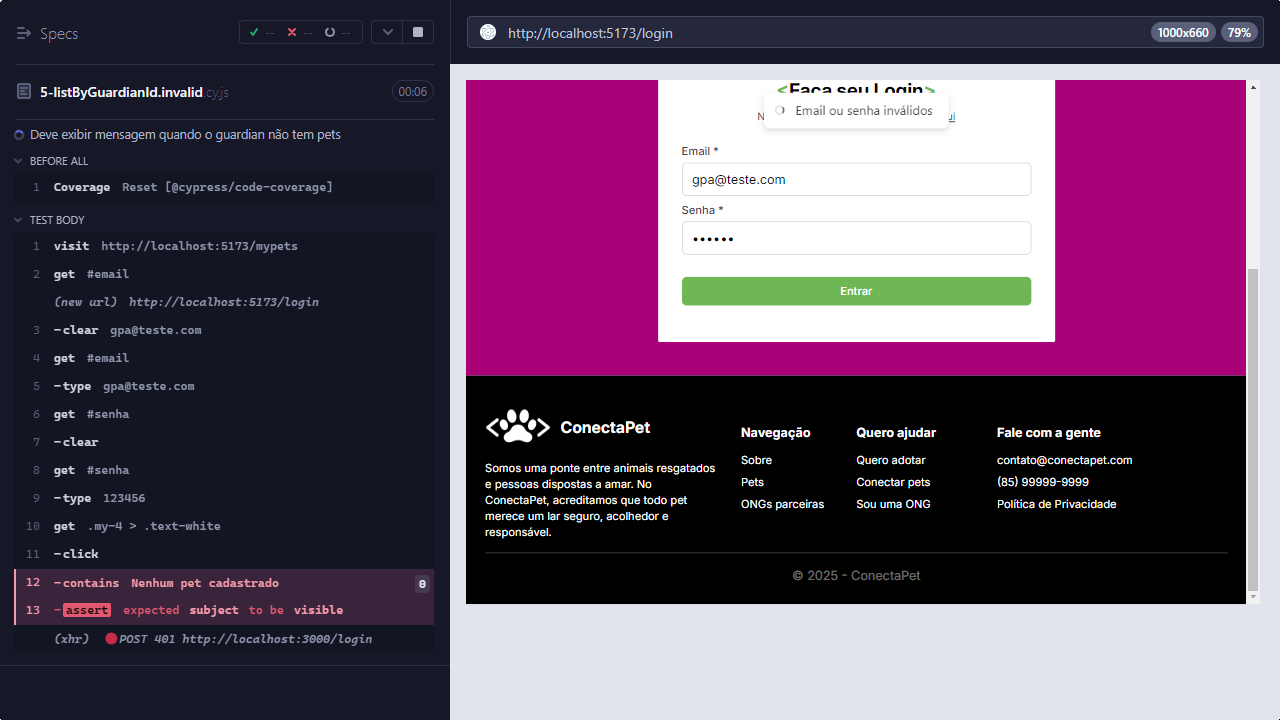 Specs
-- -- --
5-listByGuardianId.invalid.cy.js
00:06
Deve exibir mensagem quando o guardian não tem pets
BEFORE ALL
1 Coverage Reset [@cypress/code-coverage]
TEST BODY
1 visit http://localhost:5173/mypets
2 get #email
(new url) http://localhost:5173/login
3 -clear gpa@teste.com
4 get #email
5 -type gpa@teste.com
6 get #senha
7 -clear
8 get #senha
9 -type 123456
10 get .my-4 > .text-white
11 -click
12 -contains Nenhum pet cadastrado 0
13 -assert expected subject to be visible
(xhr) POST 401 http://localhost:3000/login
http://localhost:5173/login
1000x660
79%
<Faça seu Login>
Email ou senha inválidos
Email *
gpa@teste.com
Senha *
••••••
Entrar
ConectaPet
Somos uma ponte entre animais resgatados
e pessoas dispostas a amar. No
ConectaPet, acreditamos que todo pet
merece um lar seguro, acolhedor e
responsável.
Navegação
Sobre
Pets
ONGs parceiras
Quero ajudar
Quero adotar
Conectar pets
Sou uma ONG
Fale com a gente
contato@conectapet.com
(85) 99999-9999
Política de Privacidade
© 2025 - ConectaPet